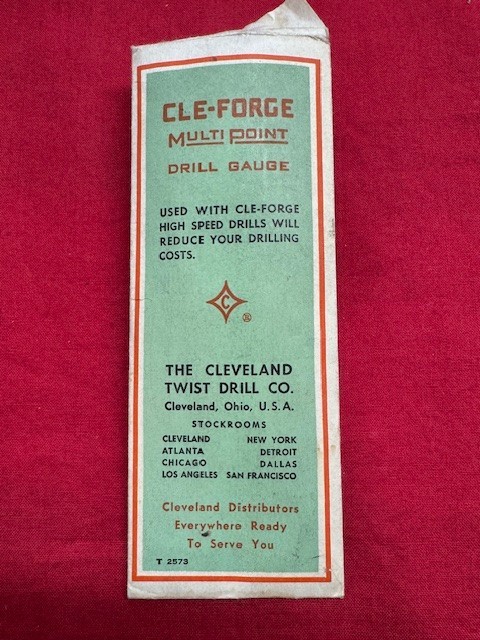 CLE-FORGE
MULTI POINT
DRILL GAUGE
USED WITH CLE-FORGE
HIGH SPEED DRILLS WILL
REDUCE YOUR DRILLING
COSTS.
C
®
THE CLEVELAND
TWIST DRILL CO.
Cleveland, Ohio, U.S.A.
STOCKROOMS
CLEVELAND NEW YORK
ATLANTA DETROIT
CHICAGO DALLAS
LOS ANGELES SAN FRANCISCO
Cleveland Distributors
Everywhere Ready
To Serve You
T 2573